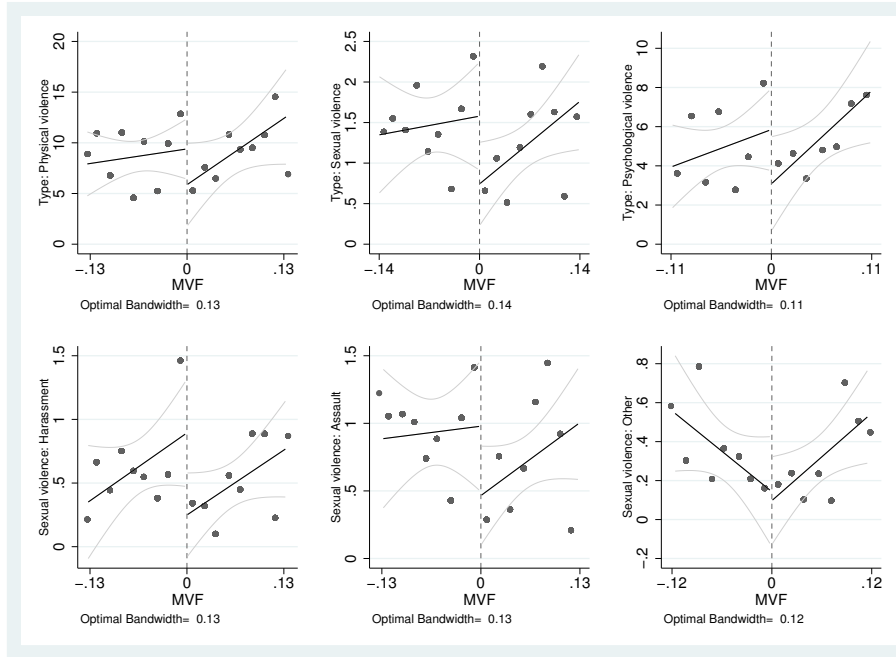 Type: Physical violence
20
15
10
5
0
−.13 0 .13
MVF
Optimal Bandwidth= 0.13
Type: Sexual violence
2.5
2
1.5
1
.5
0
−.14 0 .14
MVF
Optimal Bandwidth= 0.14
Type: Psychological violence
10
8
6
4
2
0
−.11 0 .11
MVF
Optimal Bandwidth= 0.11
Sexual violence: Harassment
1.5
1
.5
0
−.13 0 .13
MVF
Optimal Bandwidth= 0.13
Sexual violence: Assault
1.5
1
.5
0
−.13 0 .13
MVF
Optimal Bandwidth= 0.13
Sexual violence: Other
.8
.6
.4
.2
0
−.2
−.12 0 .12
MVF
Optimal Bandwidth= 0.12